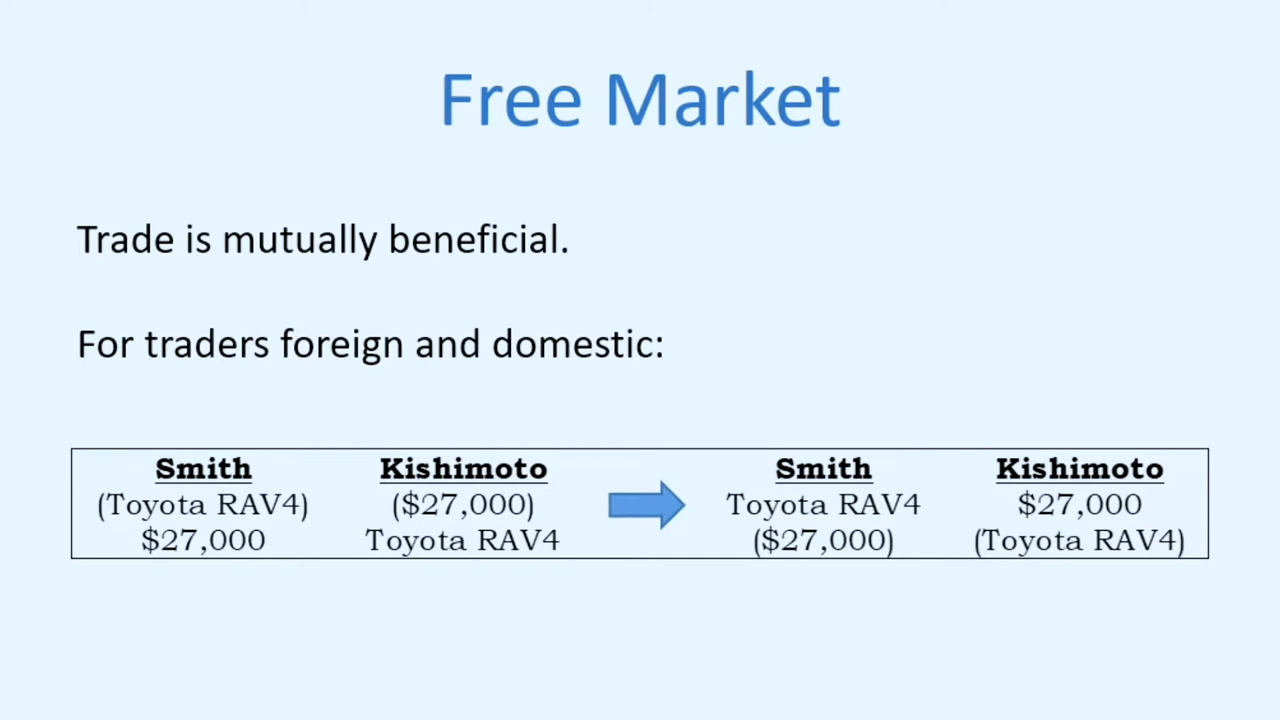 Free Market
Trade is mutually beneficial.
For traders foreign and domestic:
Smith Kishimoto Smith Kishimoto
(Toyota RAV4) ($27,000) Toyota RAV4 $27,000
$27,000 Toyota RAV4 ($27,000) (Toyota RAV4)